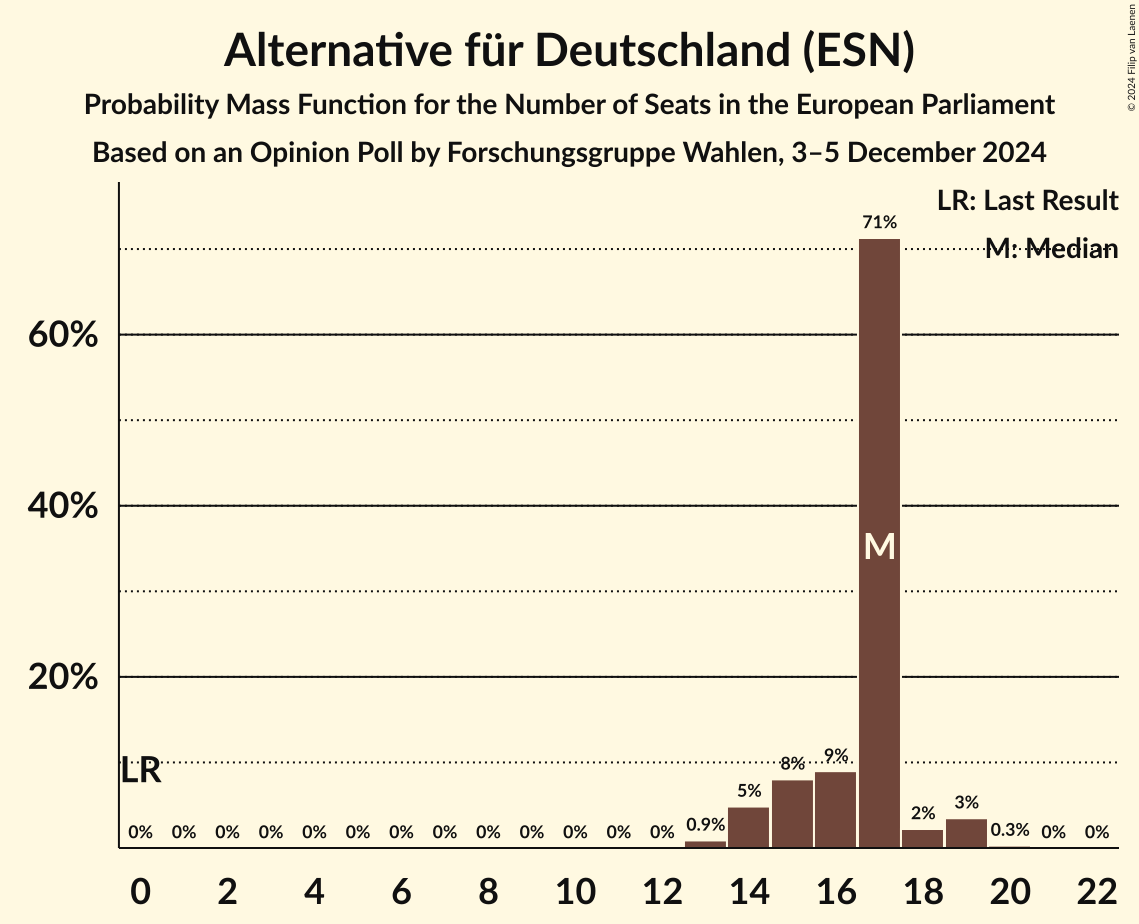 Alternative für Deutschland (ESN)
Probability Mass Function for the Number of Seats in the European Parliament
Based on an Opinion Poll by Forschungsgruppe Wahlen, 3–5 December 2024
© 2024 Filip van Laenen
LR: Last Result
M: Median
60%
40%
20%
LR
M
0% 0% 0% 0% 0% 0% 0% 0% 0% 0% 0% 0% 0% 0.9% 5% 8% 9% 71% 2% 3% 0.3% 0% 0%
0 2 4 6 8 10 12 14 16 18 20 22